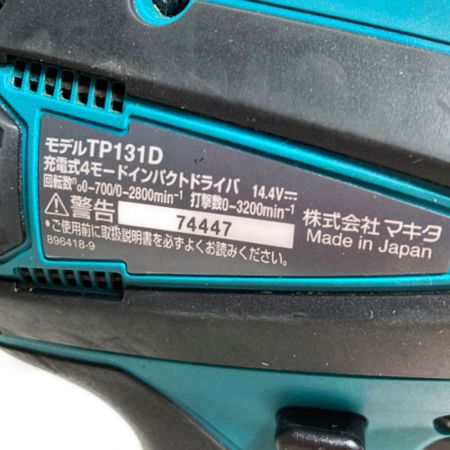 モデルTP131D
充電式4モードインパクトドライバ 14.4V⎓
回転数n₀0-700/0-2800min⁻¹ 打撃数0-3200min⁻¹
⚠警告 74447
・ご使用前に取扱説明書を必ずよくお読みください。
896418-9
株式会社 マキタ
Made in Japan